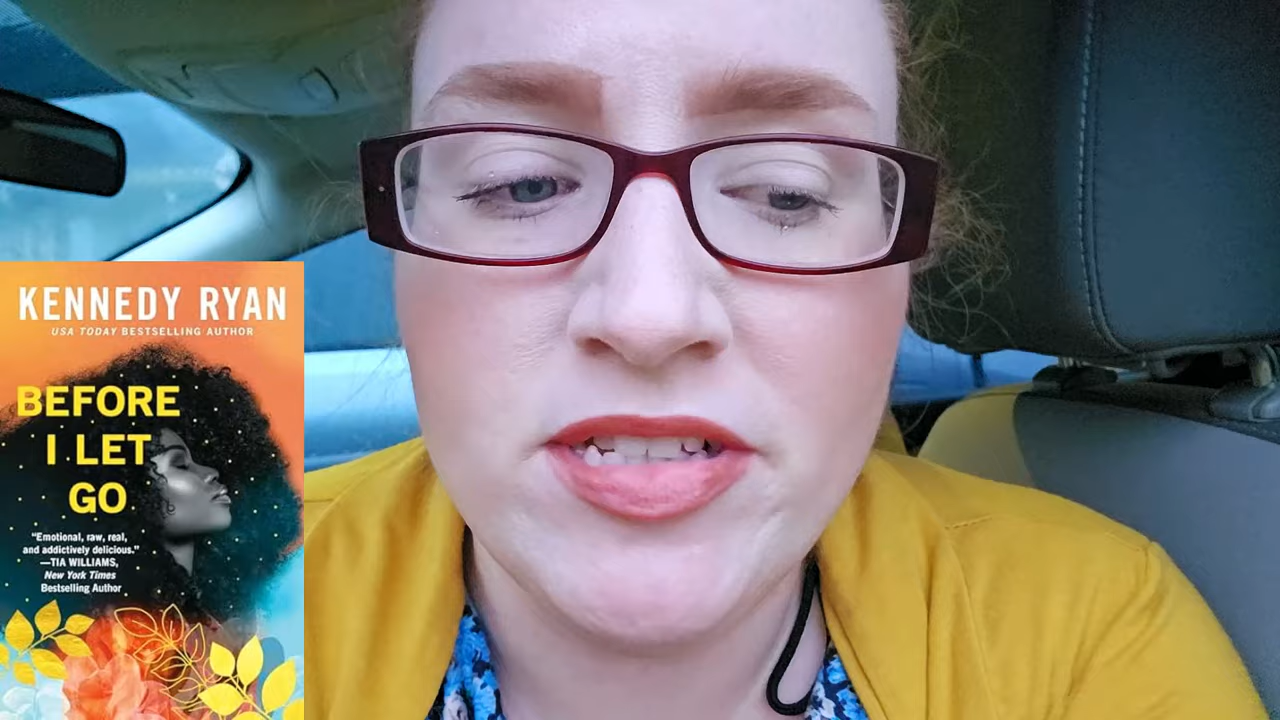 KENNEDY RYAN
USA TODAY BESTSELLING AUTHOR
BEFORE
I LET
GO
"Emotional, raw, real,
and addictively delicious."
—TIA WILLIAMS,
New York Times
Bestselling Author